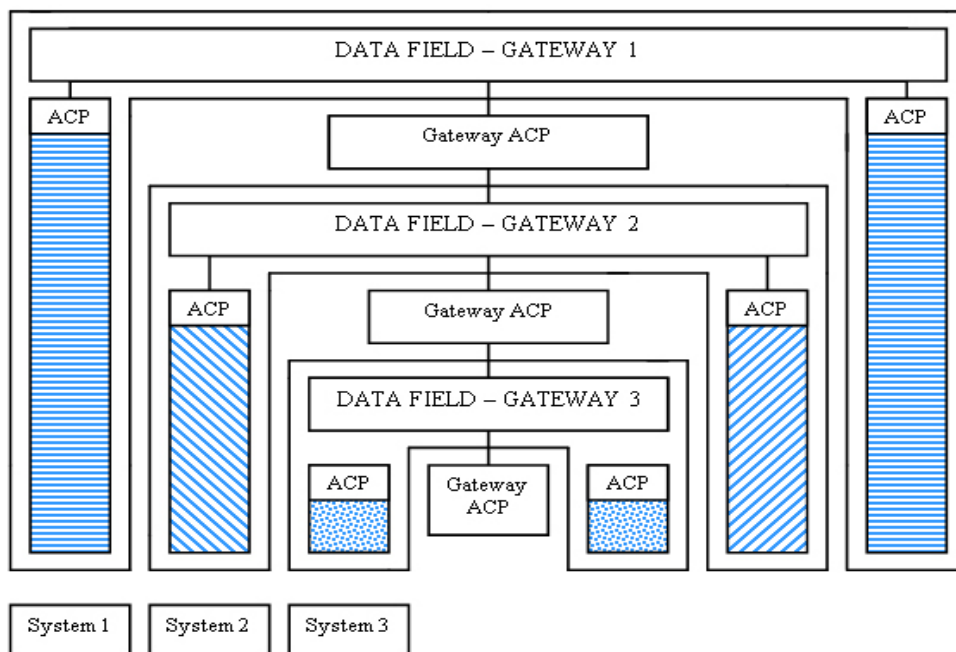 DATA FIELD – GATEWAY 1
ACP
ACP
Gateway ACP
DATA FIELD – GATEWAY 2
ACP
ACP
Gateway ACP
DATA FIELD – GATEWAY 3
ACP
Gateway
ACP
ACP
System 1
System 2
System 3